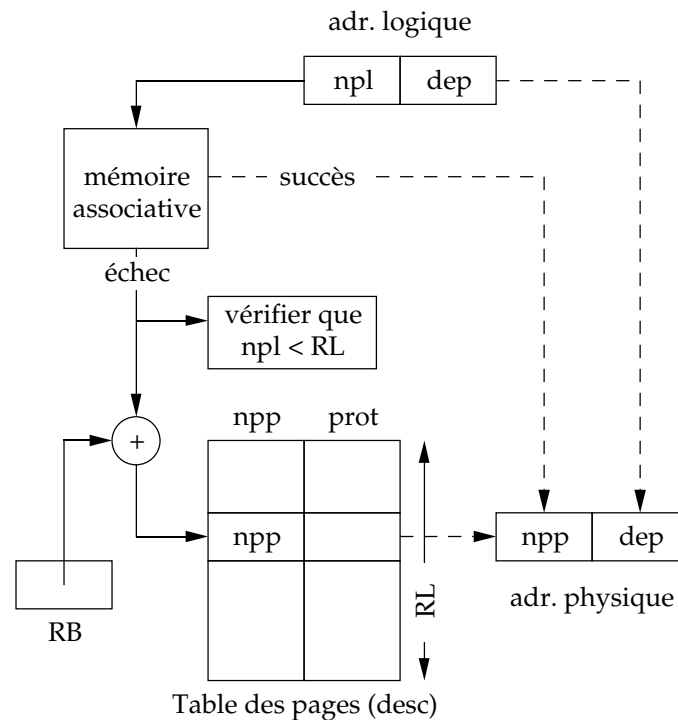 adr. logique
npl dep
mémoire
associative
succès
échec
vérifier que
npl < RL
+
npp prot
npp
RL
npp dep
RB
adr. physique
Table des pages (desc)